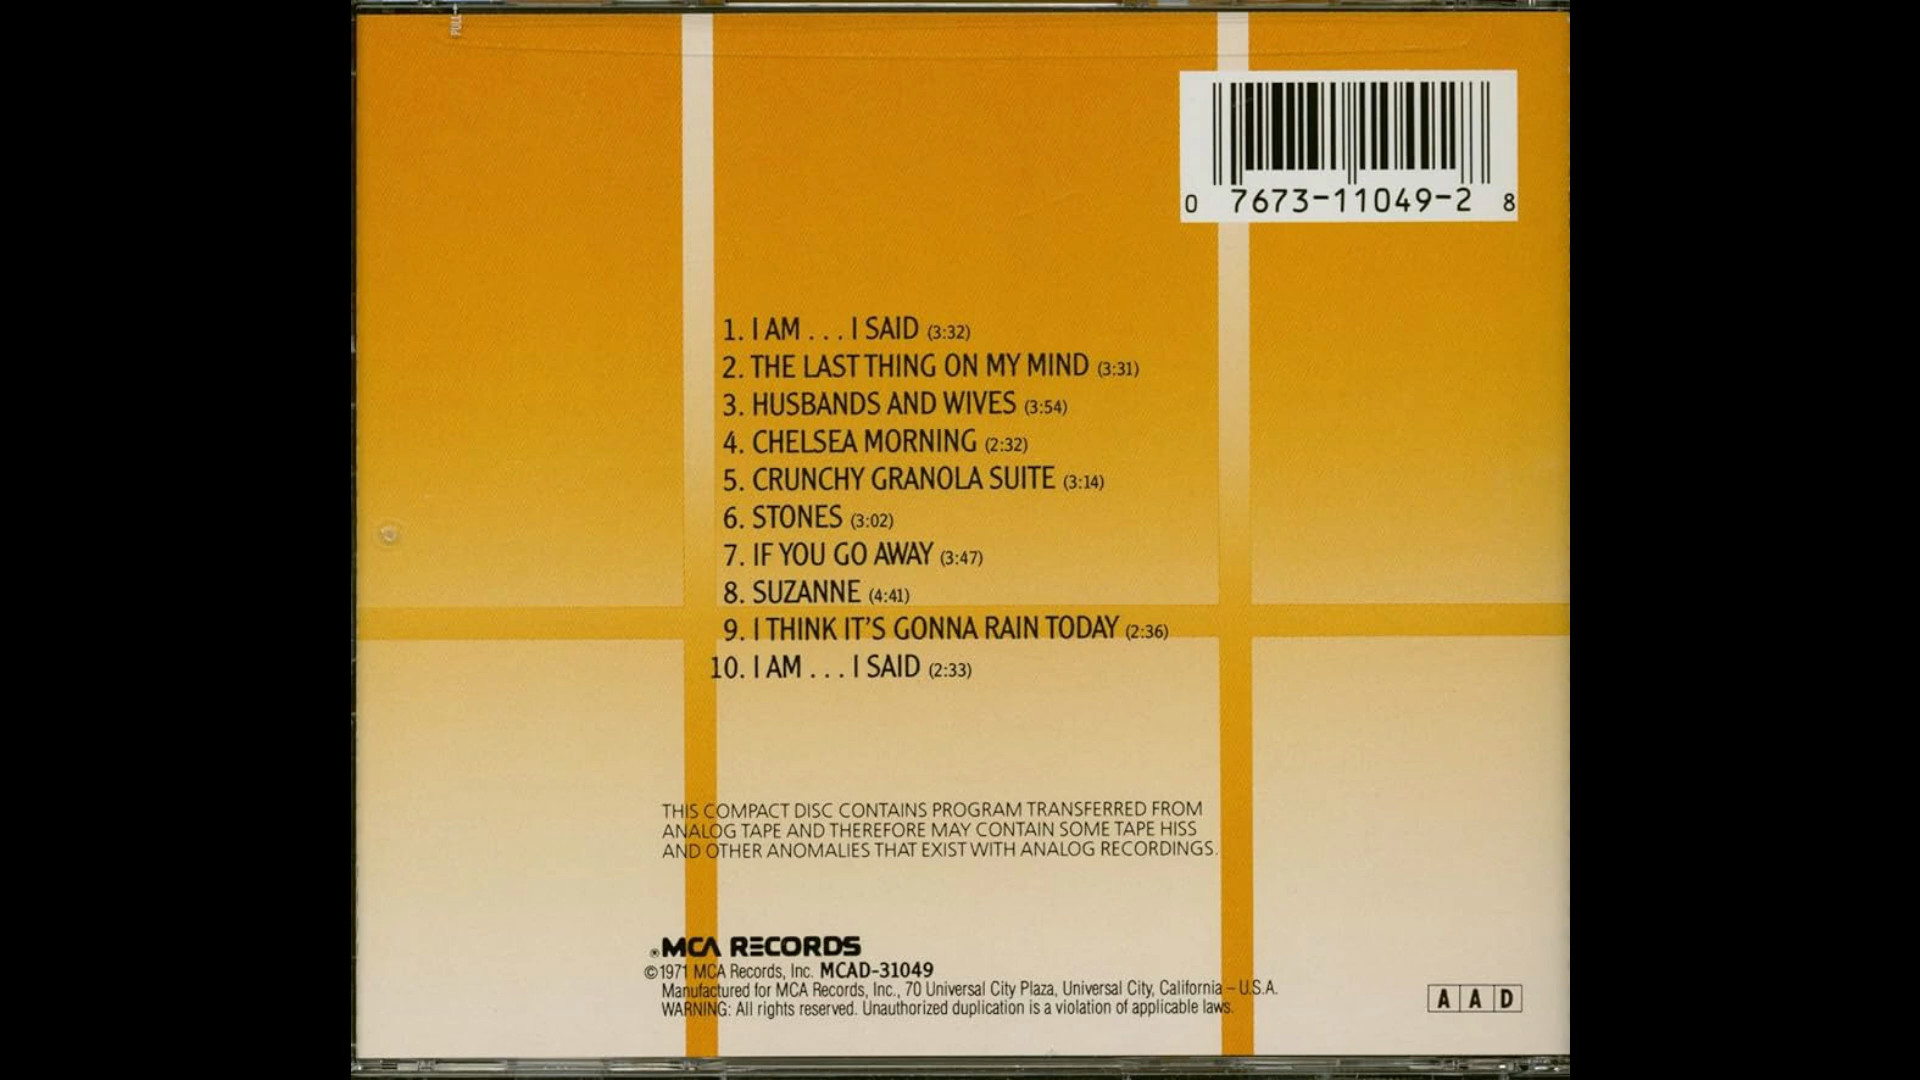 PULL→
0 7673-11049-2 8
1. I AM . . . I SAID (3:32)
2. THE LAST THING ON MY MIND (3:31)
3. HUSBANDS AND WIVES (3:54)
4. CHELSEA MORNING (2:32)
5. CRUNCHY GRANOLA SUITE (3:14)
6. STONES (3:02)
7. IF YOU GO AWAY (3:47)
8. SUZANNE (4:41)
9. I THINK IT'S GONNA RAIN TODAY (2:36)
10. I AM . . . I SAID (2:33)
THIS COMPACT DISC CONTAINS PROGRAM TRANSFERRED FROM
ANALOG TAPE AND THEREFORE MAY CONTAIN SOME TAPE HISS
AND OTHER ANOMALIES THAT EXIST WITH ANALOG RECORDINGS.
®MCA RECORDS
©1971 MCA Records, Inc. MCAD-31049
Manufactured for MCA Records, Inc., 70 Universal City Plaza, Universal City, California – U.S.A.
WARNING: All rights reserved. Unauthorized duplication is a violation of applicable laws.
A A D